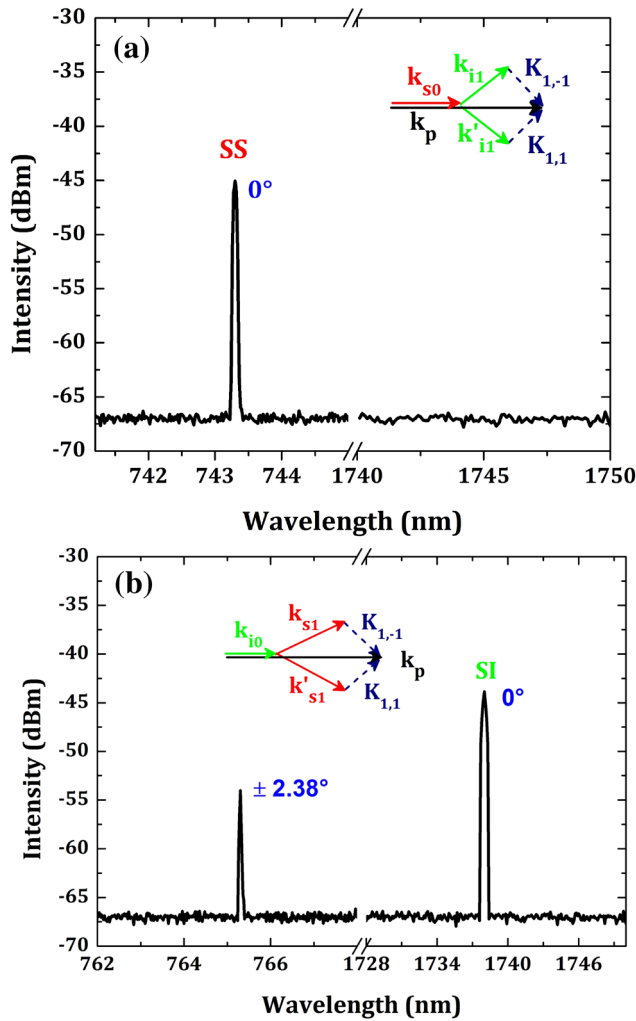 (a)
-30
-35
-40
-45
-50
-55
-60
-65
-70
Intensity (dBm)
SS
0°
k_s0
k_p
k_i1
k'_i1
K_1,-1
K_1,1
742 743 744 1740 1745 1750
Wavelength (nm)
(b)
-30
-35
-40
-45
-50
-55
-60
-65
-70
Intensity (dBm)
k_i0
k_s1
k'_s1
K_1,-1
K_1,1
k_p
SI
0°
± 2.38°
762 764 766 1728 1734 1740
Wavelength (nm)